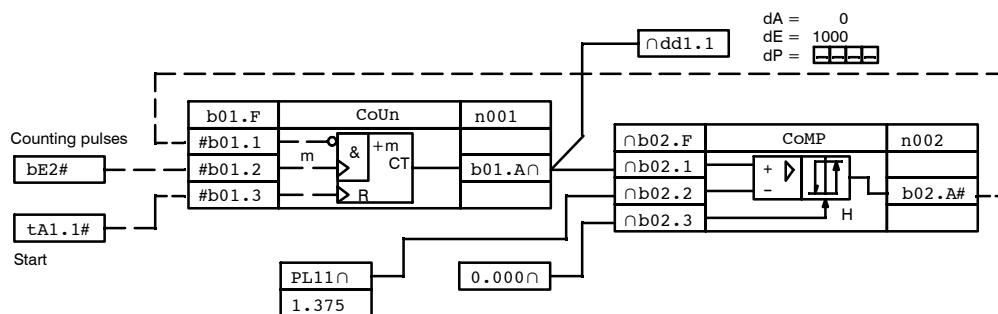 dA = 0
∩dd1.1
dE = 1000
dP =
b01.F CoUn n001
Counting pulses
#b01.1
∩b02.F CoMP n002
bE2#
#b01.2 m & +m CT b01.A∩
∩b02.1
+
#b01.3 R
∩b02.2
−
b02.A#
tA1.1#
∩b02.3 H
Start
PL11∩
0.000∩
1.375